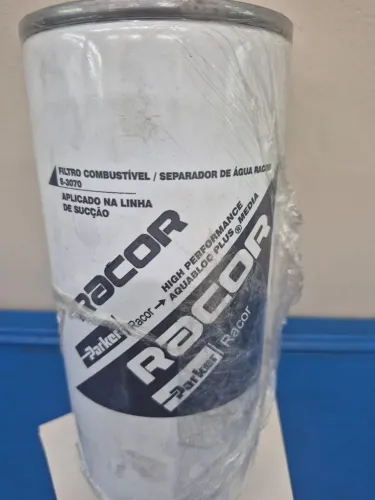 FILTRO COMBUSTÍVEL / SEPARADOR DE ÁGUA RACOR
S-3070
APLICADO NA LINHA
DE SUCÇÃO
RACOR
Parker | Racor
HIGH PERFORMANCE
AQUABLOC PLUS® MEDIA
RACOR
Parker | Racor